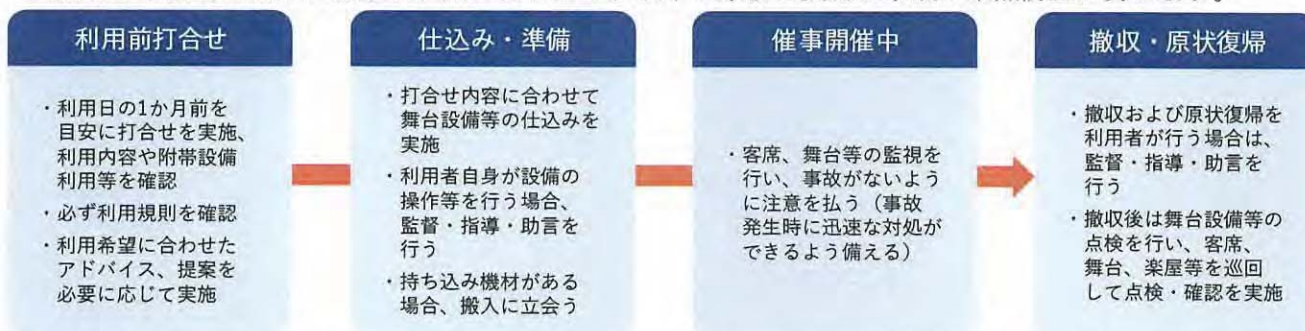 利用前打合せ
・利用日の1か月前を
目安に打合せを実施、
利用内容や附帯設備
利用等を確認
・必ず利用規則を確認
・利用希望に合わせた
アドバイス、提案を
必要に応じて実施
仕込み・準備
・打合せ内容に合わせて
舞台設備等の仕込みを
実施
・利用者自身が設備の
操作等を行う場合、
監督・指導・助言を
行う
・持ち込み機材がある
場合、搬入に立会う
催事開催中
・客席、舞台等の監視を
行い、事故がないよう
に注意を払う（事故
発生時に迅速な対処が
できるよう備える）
撤収・原状復帰
・撤収および原状復帰を
利用者が行う場合は、
監督・指導・助言を
行う
・撤収後は舞台設備等の
点検を行い、客席、
舞台、楽屋等を巡回
して点検・確認を実施